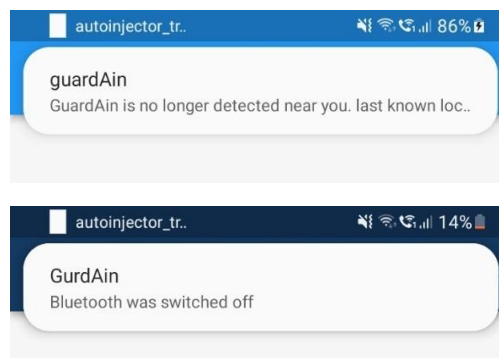 autoinjector_tr.. 86%
guardAin
GuardAin is no longer detected near you. last known loc..
autoinjector_tr.. 14%
GurdAin
Bluetooth was switched off